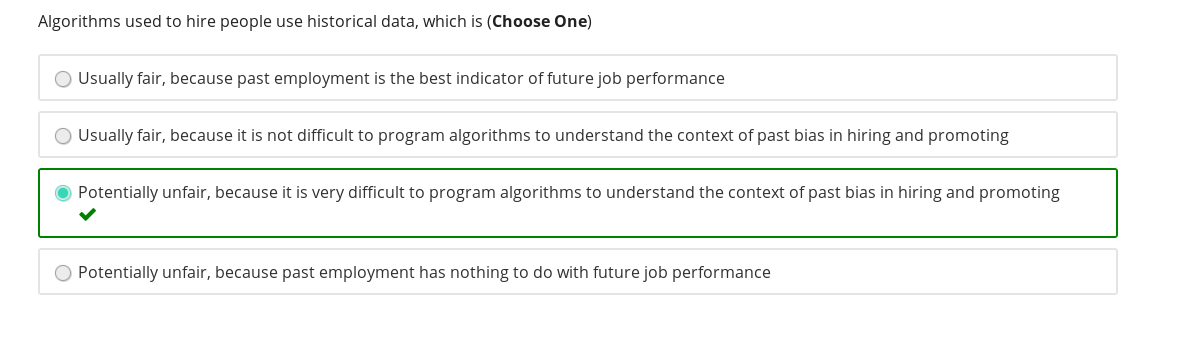 Algorithms used to hire people use historical data, which is (Choose One)
Usually fair, because past employment is the best indicator of future job performance
Usually fair, because it is not difficult to program algorithms to understand the context of past bias in hiring and promoting
Potentially unfair, because it is very difficult to program algorithms to understand the context of past bias in hiring and promoting
Potentially unfair, because past employment has nothing to do with future job performance